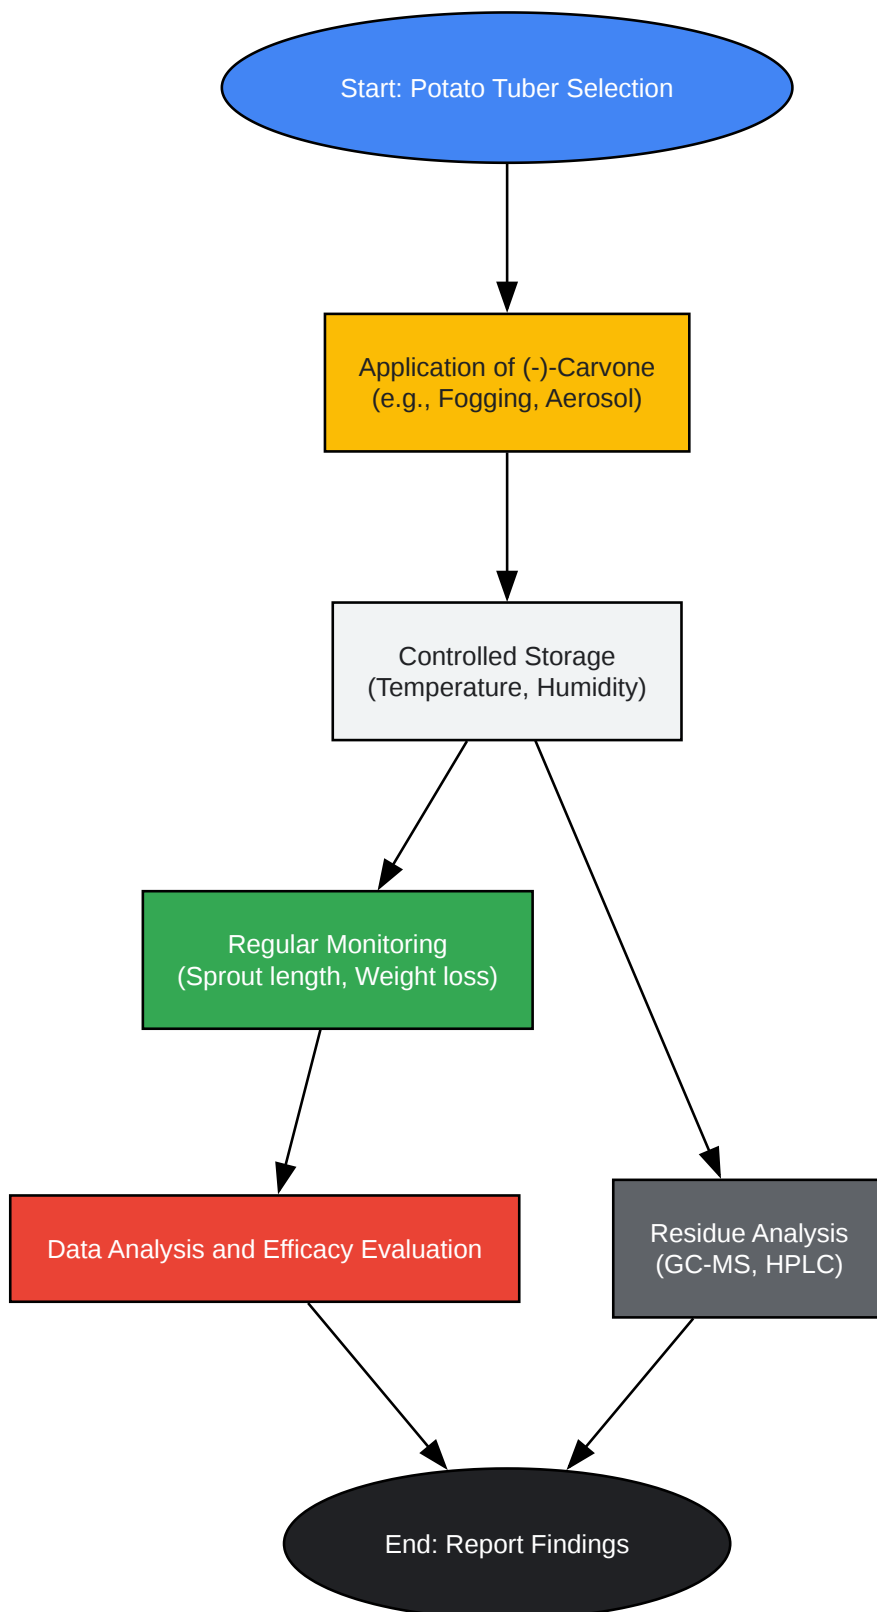 Start: Potato Tuber Selection
Application of (-)-Carvone
(e.g., Fogging, Aerosol)
Controlled Storage
(Temperature, Humidity)
Regular Monitoring
(Sprout length, Weight loss)
Data Analysis and Efficacy Evaluation
Residue Analysis
(GC-MS, HPLC)
End: Report Findings